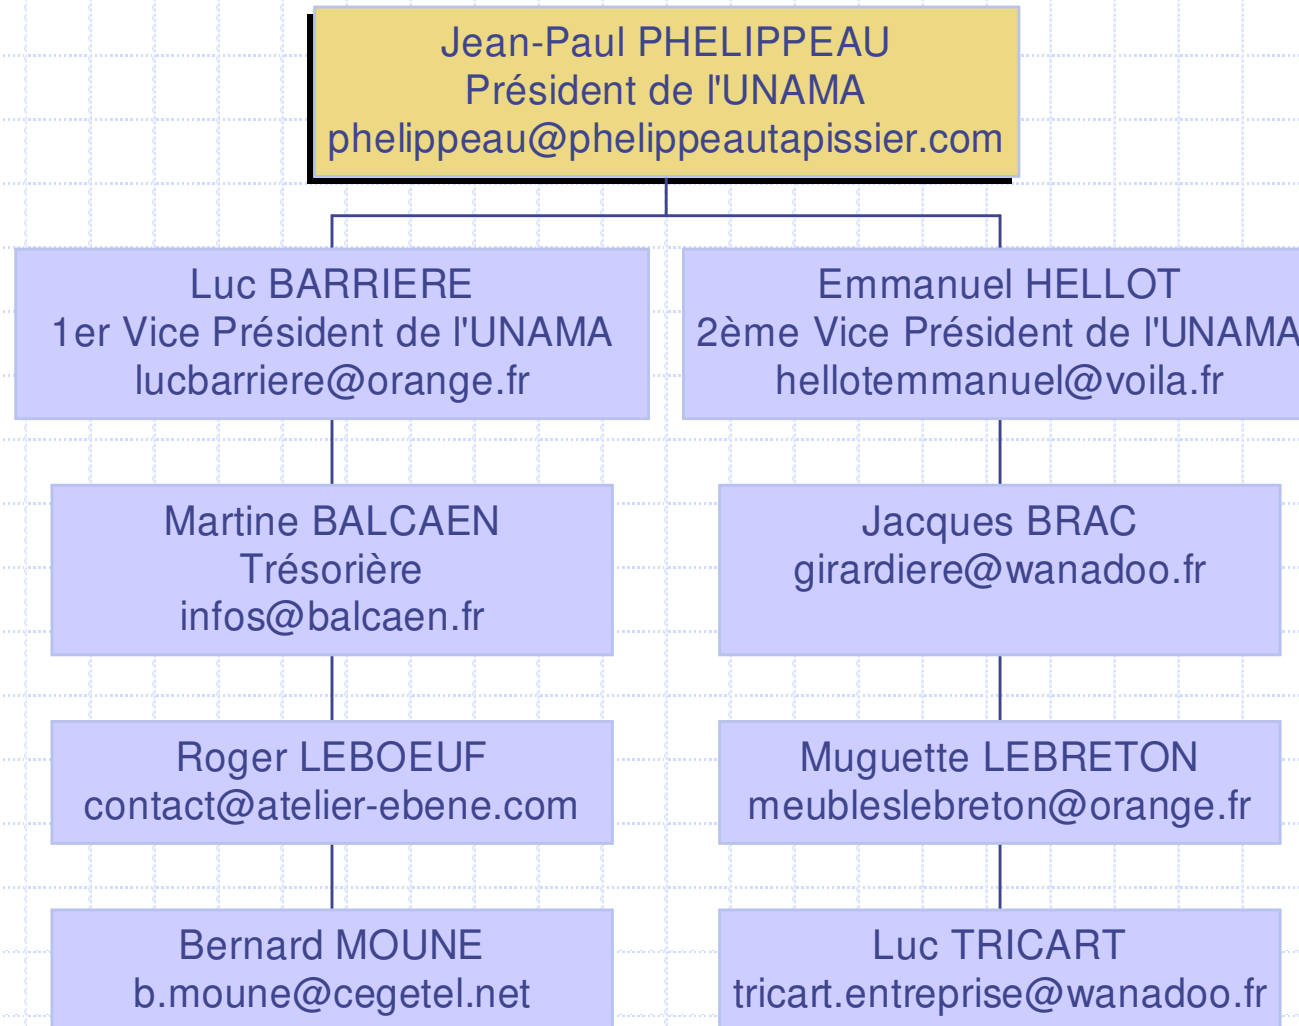 Jean-Paul PHELIPPEAU
Président de l'UNAMA
phelippeau@phelippeautapissier.com
Luc BARRIERE
1er Vice Président de l'UNAMA
lucbarriere@orange.fr
Emmanuel HELLOT
2ème Vice Président de l'UNAMA
hellotemmanuel@voila.fr
Martine BALCAEN
Trésorière
infos@balcaen.fr
Jacques BRAC
girardiere@wanadoo.fr
Roger LEBOEUF
contact@atelier-ebene.com
Muguette LEBRETON
meubleslebreton@orange.fr
Bernard MOUNE
b.moune@cegetel.net
Luc TRICART
tricart.entreprise@wanadoo.fr